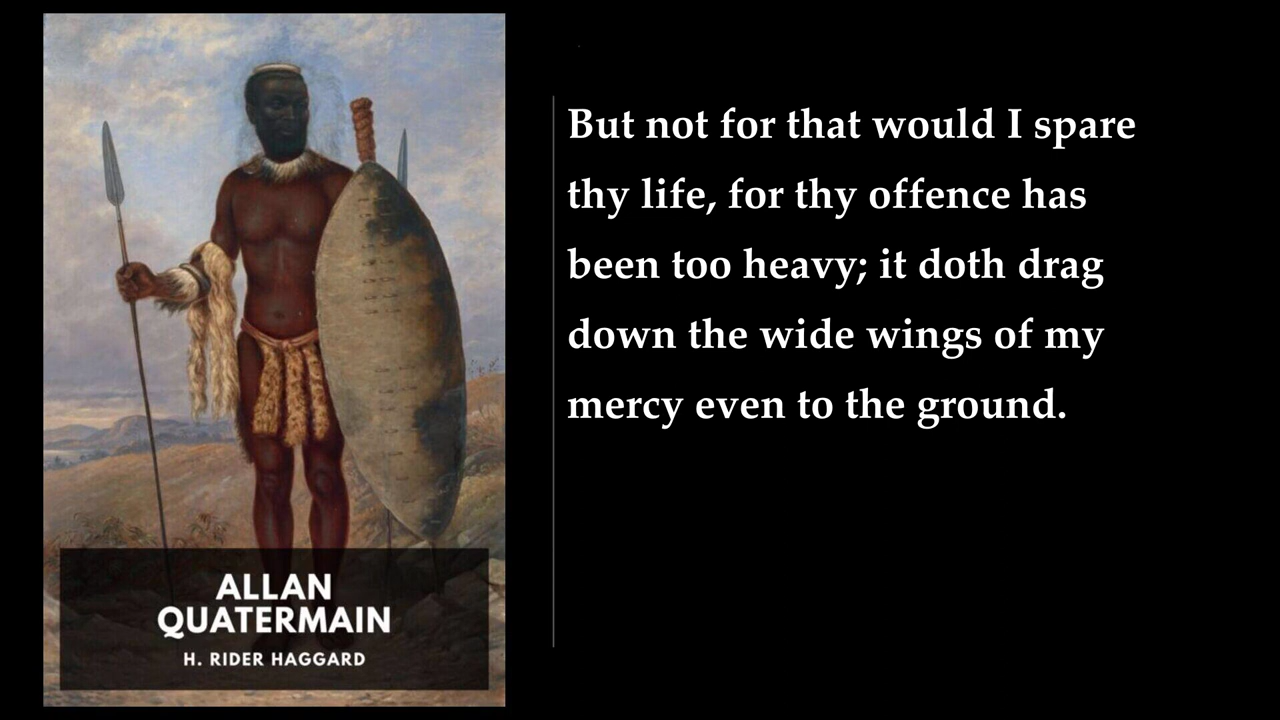 But not for that would I spare
thy life, for thy offence has
been too heavy; it doth drag
down the wide wings of my
mercy even to the ground.
ALLAN
QUATERMAIN
H. RIDER HAGGARD